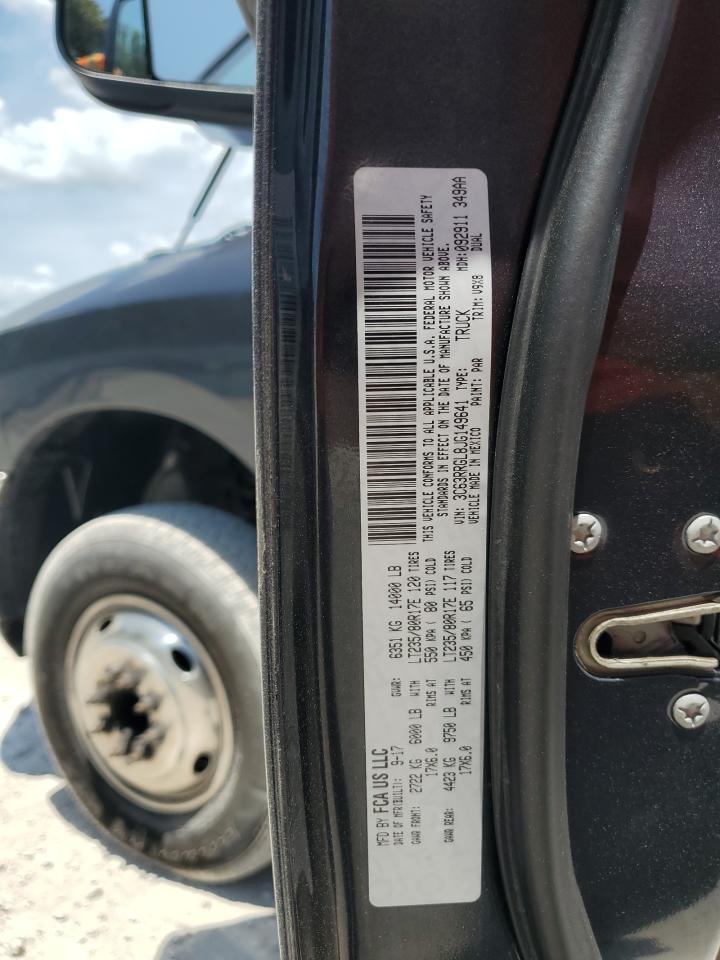 MFD BY FCA US LLC
DATE OF MFR(BUILT): 9-17 GVWR: 6351 KG 14000 LB
GAWR FRONT: 2722 KG 6000 LB WITH LT235/80R17E 120 TIRES
17X6.0 RIMS AT 550 KPA ( 80 PSI) COLD
GAWR REAR: 4423 KG 9750 LB WITH LT235/80R17E 117 TIRES
17X6.0 RIMS AT 450 KPA ( 65 PSI) COLD
THIS VEHICLE CONFORMS TO ALL APPLICABLE U.S.A. FEDERAL MOTOR VEHICLE SAFETY
STANDARDS IN EFFECT ON THE DATE OF MANUFACTURE SHOWN ABOVE.
VIN: 3C63RRGL8JG149641 TYPE: TRUCK MDH:092911 349AA
VEHICLE MADE IN MEXICO PAINT: PAR TRIM: V9X8 DUAL